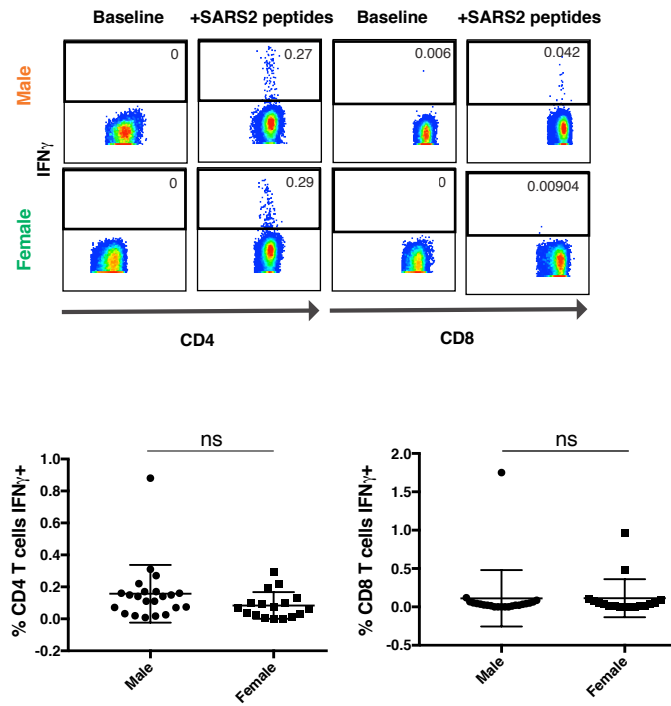 Baseline +SARS2 peptides Baseline +SARS2 peptides
Male
0 0.27 0.006 0.042
IFNγ
Female
0 0.29 0 0.00904
CD4 CD8
ns
% CD4 T cells IFNγ+
1.0
0.8
0.6
0.4
0.2
0.0
-0.2
Male Female
ns
% CD8 T cells IFNγ+
2.0
1.5
1.0
0.5
0.0
-0.5
Male Female